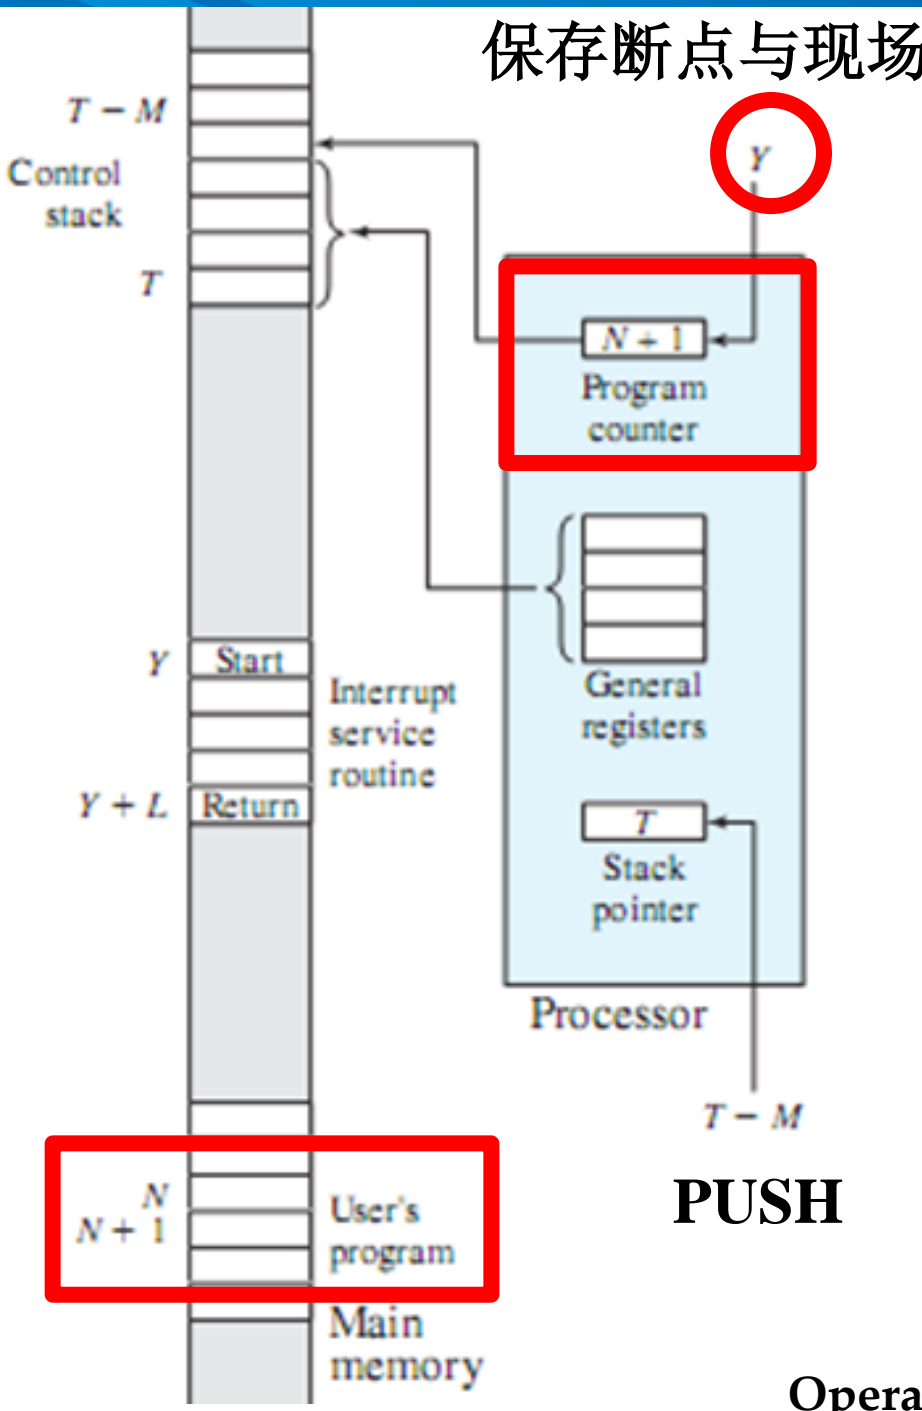 保存断点与现场
T − M
Y
Control
stack
T
N + 1
Program
counter
Y
Start
Interrupt
service
routine
General
registers
Y + L
Return
T
Stack
pointer
Processor
T − M
PUSH
N
N + 1
User's
program
Main
memory
Opera